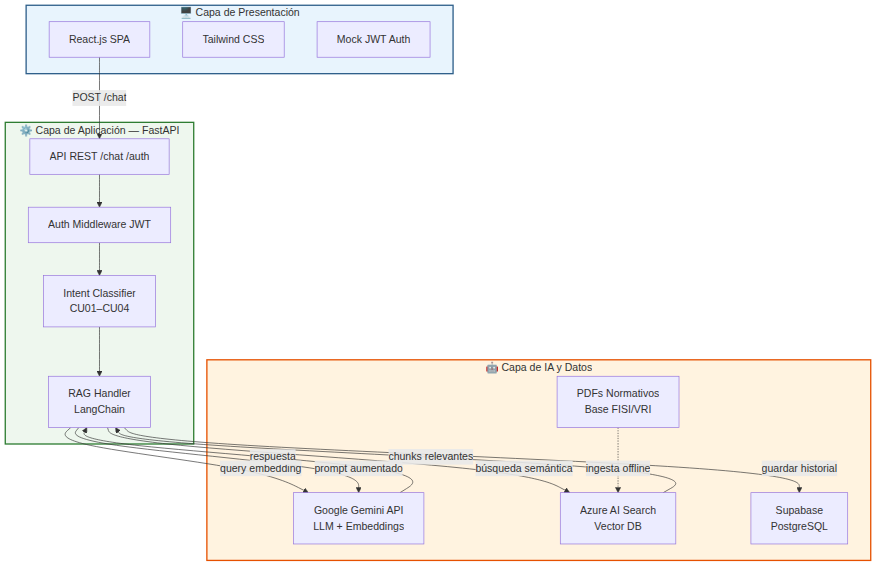 🖥️ Capa de Presentación
React.js SPA
Tailwind CSS
Mock JWT Auth
POST /chat
⚙️ Capa de Aplicación — FastAPI
API REST /chat /auth
Auth Middleware JWT
Intent Classifier
CU01–CU04
RAG Handler
LangChain
🤖 Capa de IA y Datos
PDFs Normativos
Base FISI/VRI
respuesta
chunks relevantes
query embedding
prompt aumentado
búsqueda semántica
ingesta offline
guardar historial
Google Gemini API
LLM + Embeddings
Azure AI Search
Vector DB
Supabase
PostgreSQL